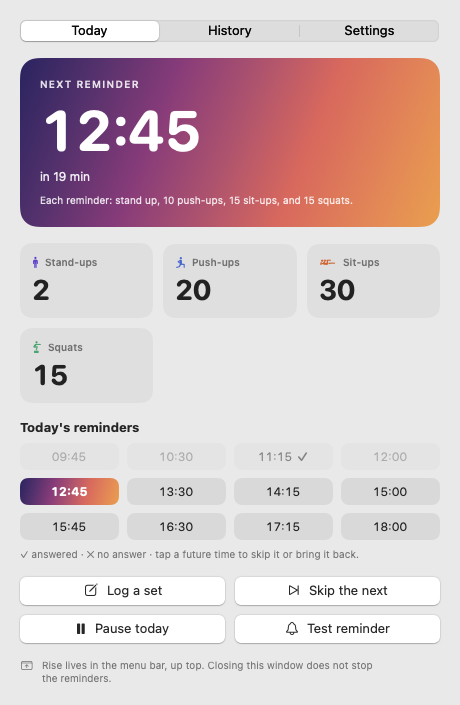 Today
History
Settings
NEXT REMINDER
12:45
in 19 min
Each reminder: stand up, 10 push-ups, 15 sit-ups, and 15 squats.
Stand-ups
2
Push-ups
20
Sit-ups
30
Squats
15
Today's reminders
09:45
10:30
11:15 ✓
12:00
12:45
13:30
14:15
15:00
15:45
16:30
17:15
18:00
✓ answered · ✕ no answer · tap a future time to skip it or bring it back.
Log a set
Skip the next
Pause today
Test reminder
Rise lives in the menu bar, up top. Closing this window does not stop
the reminders.